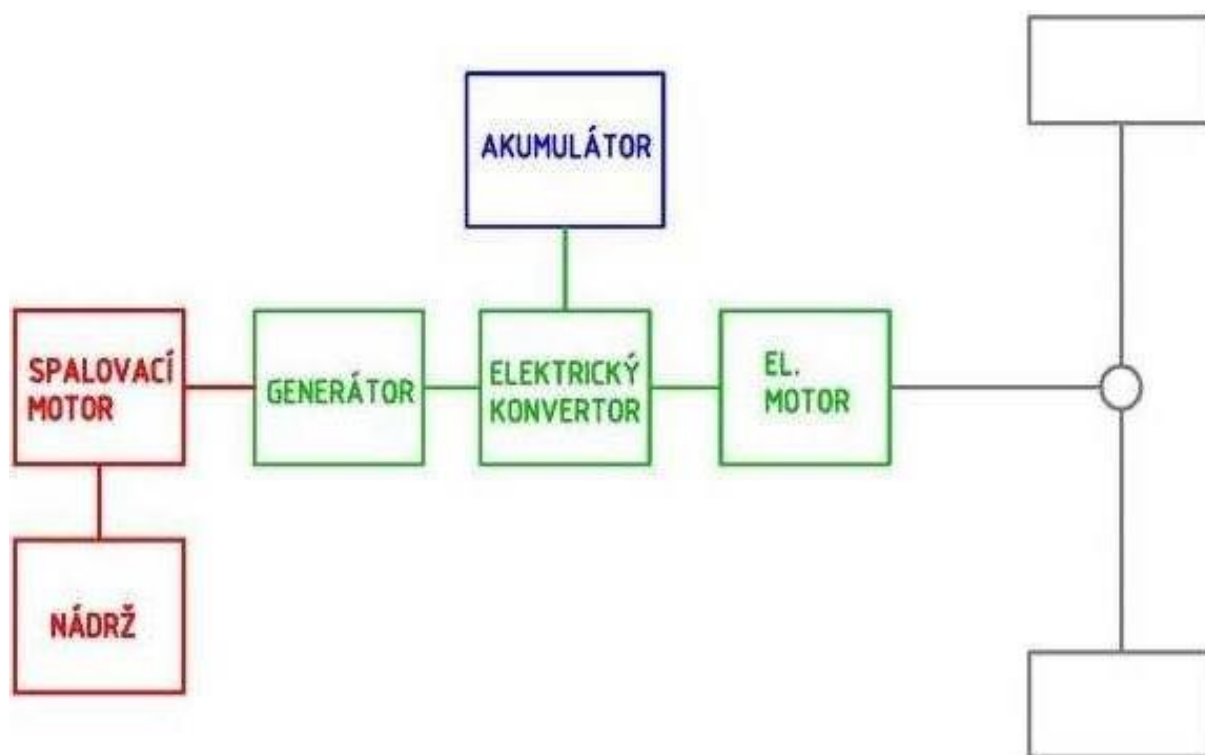 AKUMULÁTOR
SPALOVACÍ
MOTOR
GENERÁTOR
ELEKTRICKÝ
KONVERTOR
EL.
MOTOR
NÁDRŽ